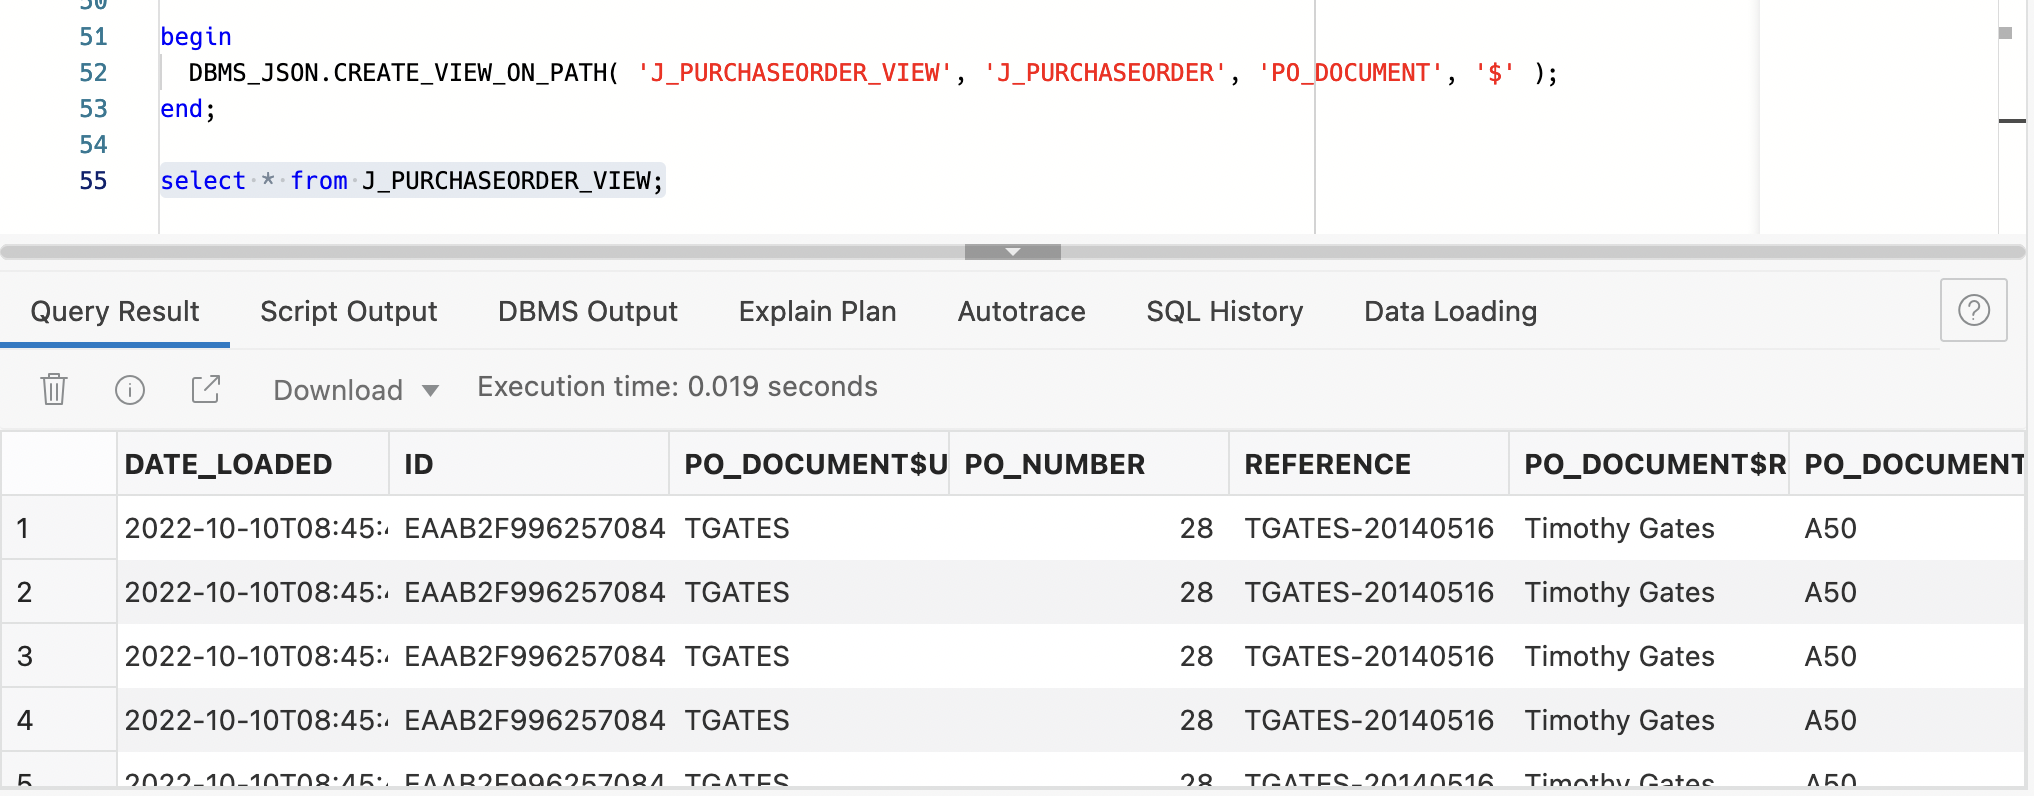 50
51 begin
52 DBMS_JSON.CREATE_VIEW_ON_PATH( 'J_PURCHASEORDER_VIEW', 'J_PURCHASEORDER', 'PO_DOCUMENT', '$' );
53 end;
54
55 select * from J_PURCHASEORDER_VIEW;
Query Result Script Output DBMS Output Explain Plan Autotrace SQL History Data Loading
Download Execution time: 0.019 seconds
DATE_LOADED ID PO_DOCUMENT$U PO_NUMBER REFERENCE PO_DOCUMENT$R PO_DOCUMENT
1 2022-10-10T08:45:4 EAAB2F996257084 TGATES 28 TGATES-20140516 Timothy Gates A50
2 2022-10-10T08:45:4 EAAB2F996257084 TGATES 28 TGATES-20140516 Timothy Gates A50
3 2022-10-10T08:45:4 EAAB2F996257084 TGATES 28 TGATES-20140516 Timothy Gates A50
4 2022-10-10T08:45:4 EAAB2F996257084 TGATES 28 TGATES-20140516 Timothy Gates A50
5 2022-10-10T08:45:4 EAAB2F996257084 TGATES 28 TGATES-20140516 Timothy Gates A50